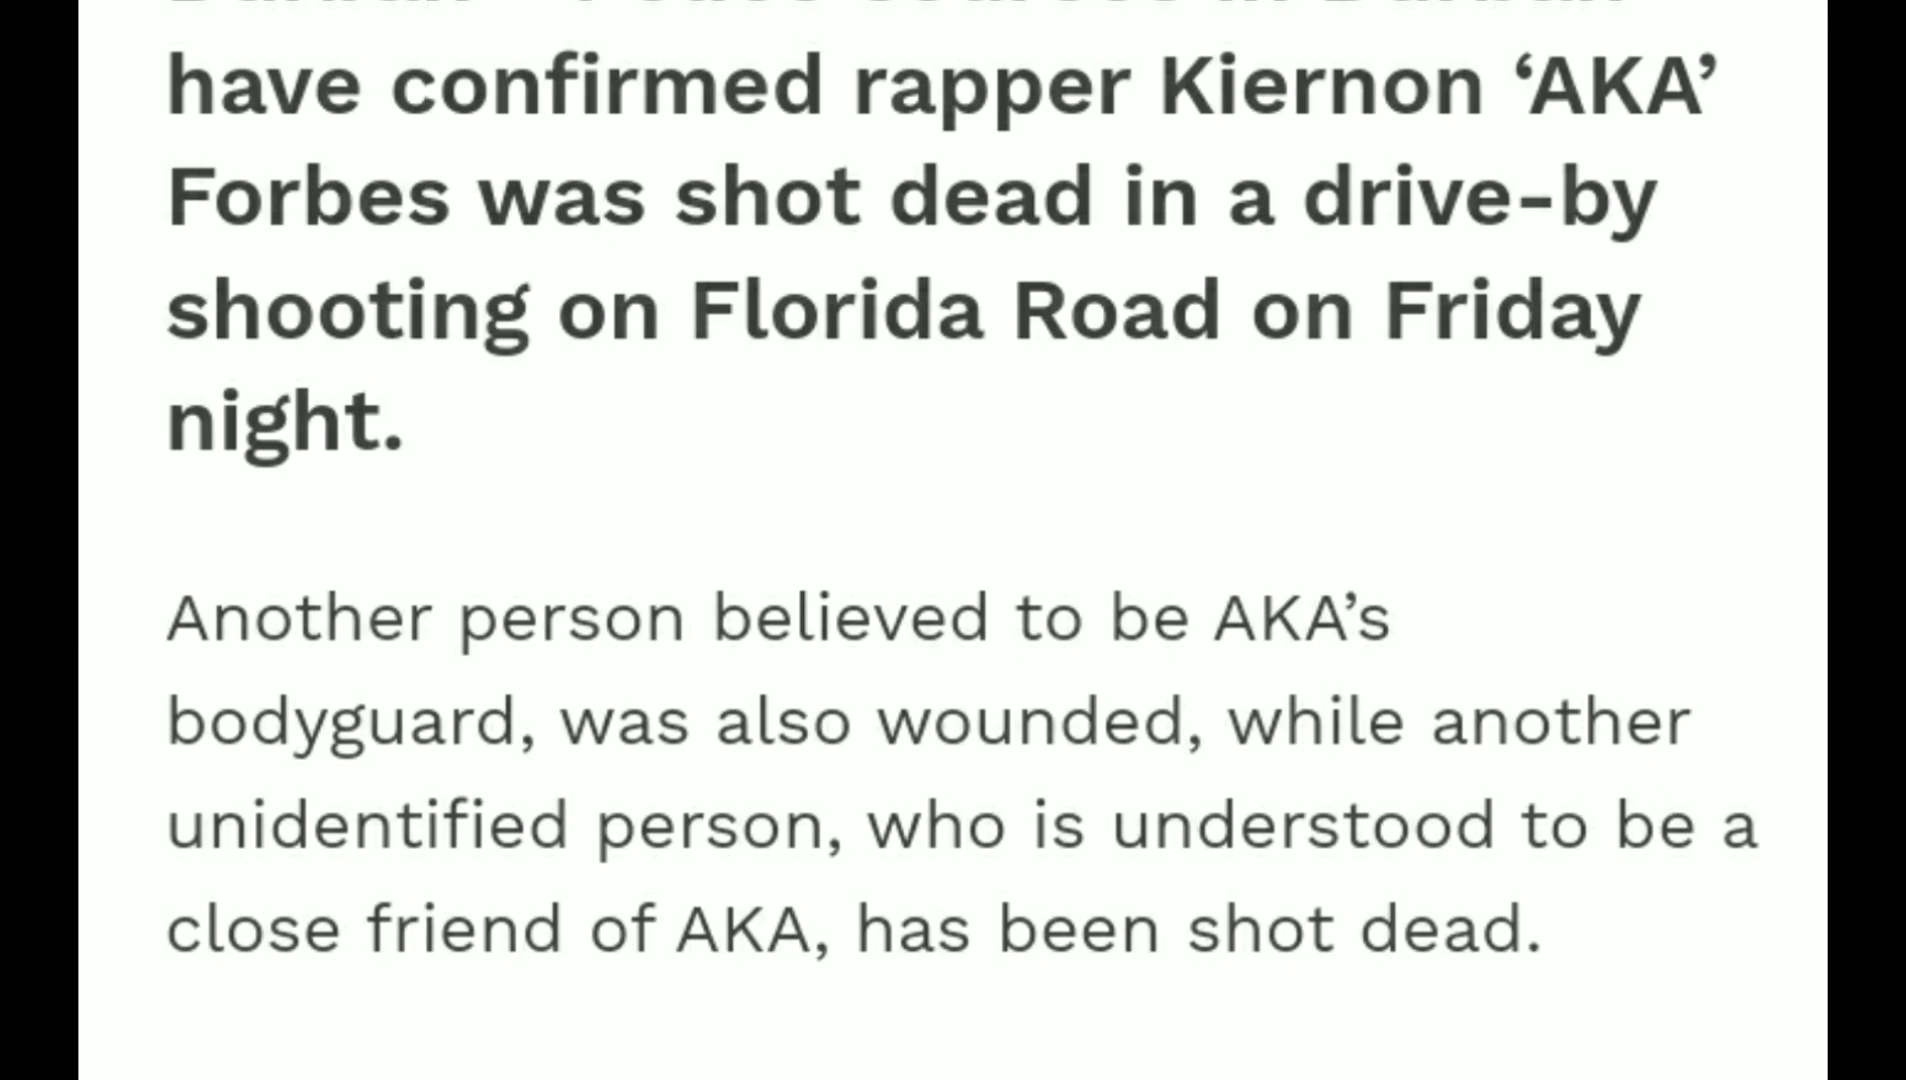 have confirmed rapper Kiernon ‘AKA’
Forbes was shot dead in a drive-by
shooting on Florida Road on Friday
night.
Another person believed to be AKA’s
bodyguard, was also wounded, while another
unidentified person, who is understood to be a
close friend of AKA, has been shot dead.